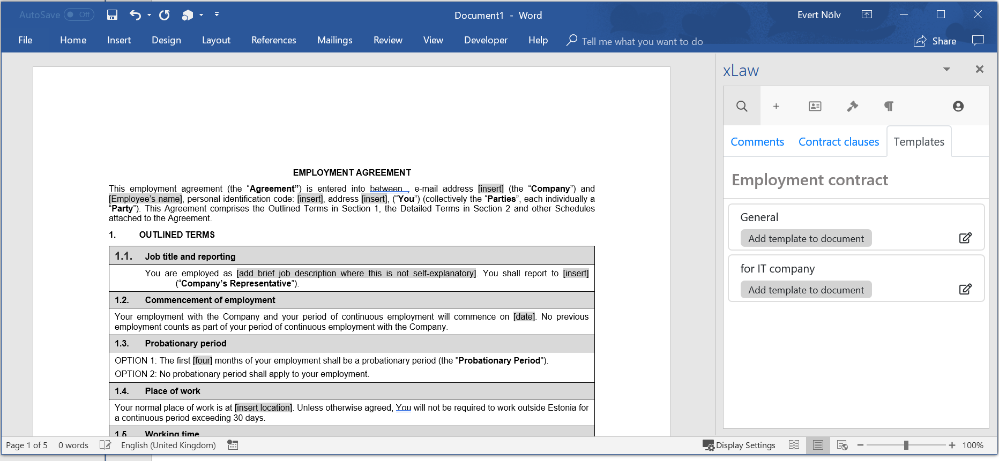 AutoSave Off
Document1 - Word
Evert Nõlv
File Home Insert Design Layout References Mailings Review View Developer Help Tell me what you want to do
Share
EMPLOYMENT AGREEMENT
This employment agreement (the “Agreement”) is entered into between , e-mail address [insert] (the “Company”) and
[Employee’s name], personal identification code: [insert], address [insert], (“You”) (collectively the “Parties”, each individually a
“Party”). This Agreement comprises the Outlined Terms in Section 1, the Detailed Terms in Section 2 and other Schedules
attached to the Agreement.
1. OUTLINED TERMS
1.1. Job title and reporting
You are employed as [add brief job description where this is not self-explanatory]. You shall report to [insert]
(“Company’s Representative”).
1.2. Commencement of employment
Your employment with the Company and your period of continuous employment will commence on [date]. No previous
employment counts as part of your period of continuous employment with the Company.
1.3. Probationary period
OPTION 1: The first [four] months of your employment shall be a probationary period (the "Probationary Period").
OPTION 2: No probationary period shall apply to your employment.
1.4. Place of work
Your normal place of work is at [insert location]. Unless otherwise agreed, You will not be required to work outside Estonia for
a continuous period exceeding 30 days.
1.5 Working time
xLaw
Comments Contract clauses Templates
Employment contract
General
Add template to document
for IT company
Add template to document
Page 1 of 5 0 words English (United Kingdom)
Display Settings
100%